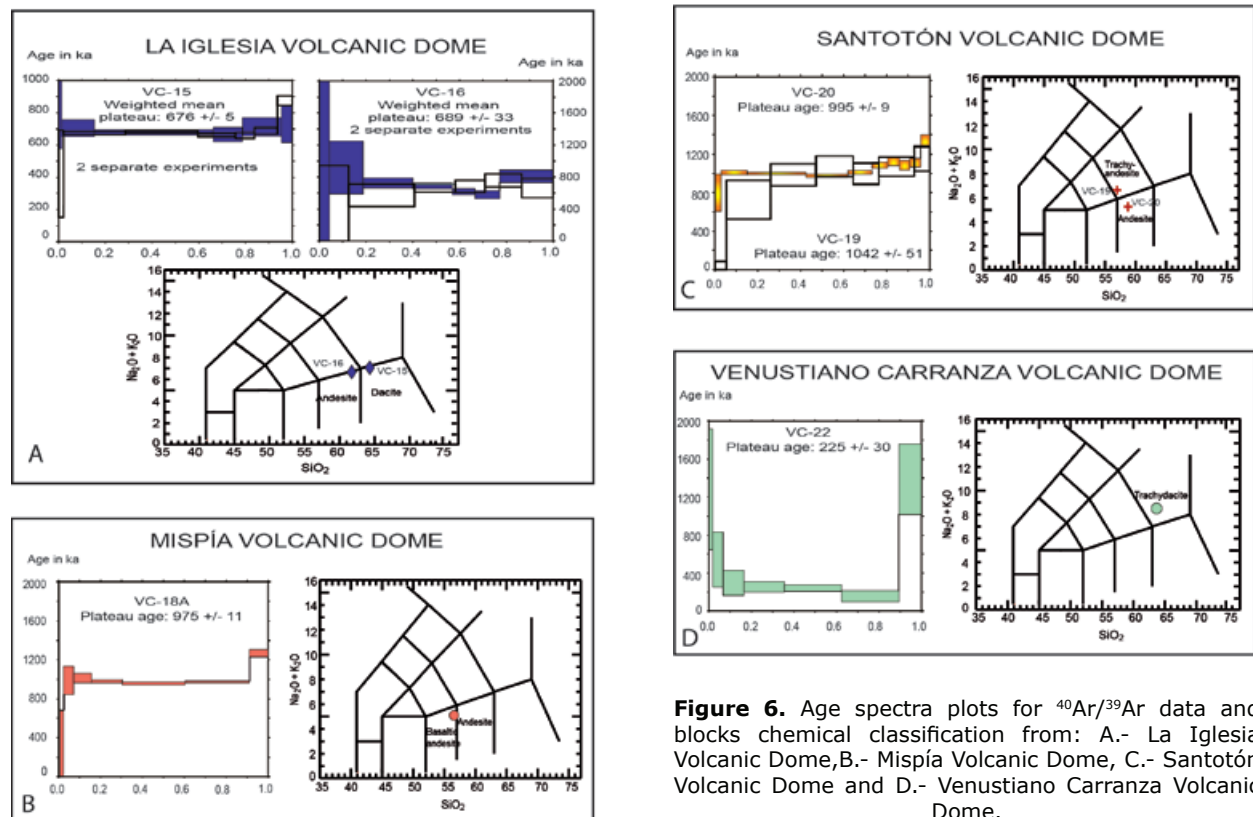 LA IGLESIA VOLCANIC DOME
Age in ka
Age in ka
1000
800
600
400
200
0
VC-15
Weighted mean
plateau: 676 +/- 5
2 separate experiments
0.0 0.2 0.4 0.6 0.8 1.0
VC-16
Weighted mean
plateau: 689 +/- 33
2 separate experiments
2000
1600
1200
800
400
0
0.2 0.4 0.6 0.8 1.0
16
14
12
10
8
6
4
2
0
Na₂O + K₂O
VC-16
VC-15
Andesite
Dacite
35 40 45 50 55 60 65 70 75
SiO₂
A
MISPÍA VOLCANIC DOME
Age in ka
2000
1600
1200
800
400
0
VC-18A
Plateau age: 975 +/- 11
0.0 0.2 0.4 0.6 0.8 1.0
16
14
12
10
8
6
4
2
0
Na₂O + K₂O
Andesite
Basaltic
andesite
35 40 45 50 55 60 65 70 75
SiO₂
B
SANTOTÓN VOLCANIC DOME
Age in ka
2000
1600
1200
800
400
0
VC-20
Plateau age: 995 +/- 9
VC-19
Plateau age: 1042 +/- 51
0.0 0.2 0.4 0.6 0.8 1.0
16
14
12
10
8
6
4
2
0
Na₂O + K₂O
Trachy-
andesite
VC-19
VC-20
Andesite
35 40 45 50 55 60 65 70 75
SiO₂
C
VENUSTIANO CARRANZA VOLCANIC DOME
Age in ka
2000
1600
1200
800
400
0
VC-22
Plateau age: 225 +/- 30
0.0 0.2 0.4 0.6 0.8 1.0
16
14
12
10
8
6
4
2
0
Na₂O + K₂O
Trachydacite
35 40 45 50 55 60 65 70 75
SiO₂
D
Figure 6. Age spectra plots for ⁴⁰Ar/³⁹Ar data and
blocks chemical classification from: A.- La Iglesia
Volcanic Dome,B.- Mispía Volcanic Dome, C.- Santotón
Volcanic Dome and D.- Venustiano Carranza Volcanic
Dome.